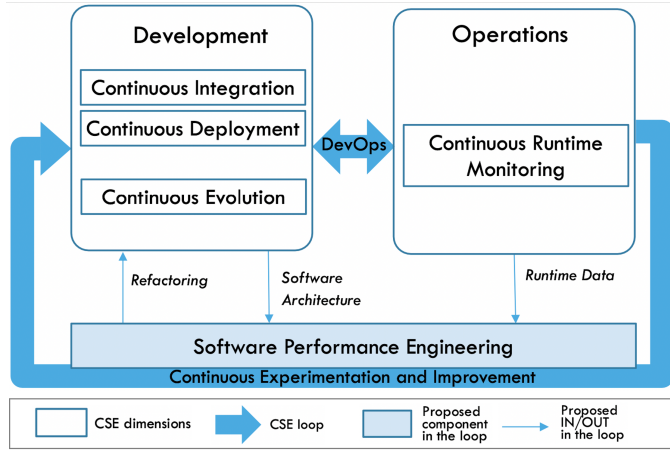 Development
Operations
Continuous Integration
Continuous Deployment
DevOps
Continuous Runtime
Monitoring
Continuous Evolution
Refactoring
Software
Architecture
Runtime Data
Software Performance Engineering
Continuous Experimentation and Improvement
CSE dimensions
CSE loop
Proposed
component
in the loop
Proposed
IN/OUT
in the loop